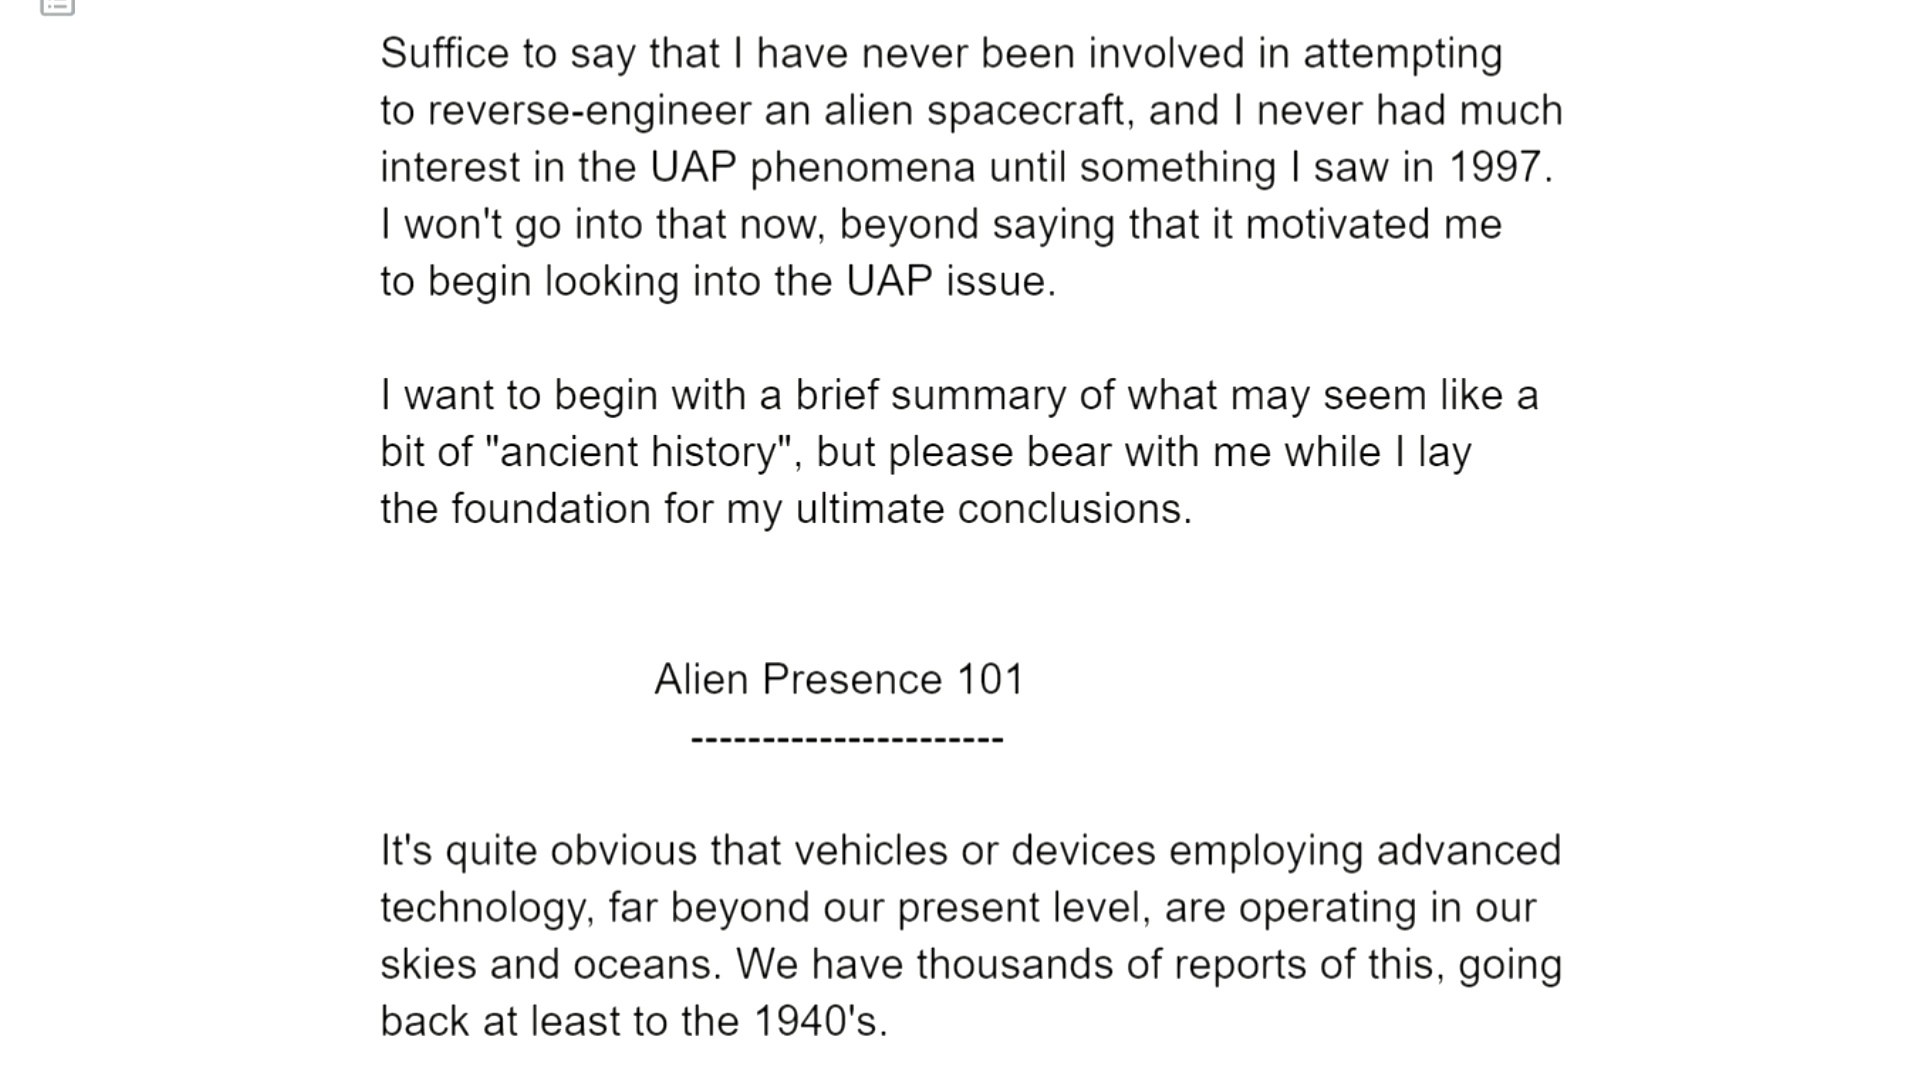 Suffice to say that I have never been involved in attempting
to reverse-engineer an alien spacecraft, and I never had much
interest in the UAP phenomena until something I saw in 1997.
I won't go into that now, beyond saying that it motivated me
to begin looking into the UAP issue.
I want to begin with a brief summary of what may seem like a
bit of "ancient history", but please bear with me while I lay
the foundation for my ultimate conclusions.
Alien Presence 101
----------------------
It's quite obvious that vehicles or devices employing advanced
technology, far beyond our present level, are operating in our
skies and oceans. We have thousands of reports of this, going
back at least to the 1940's.